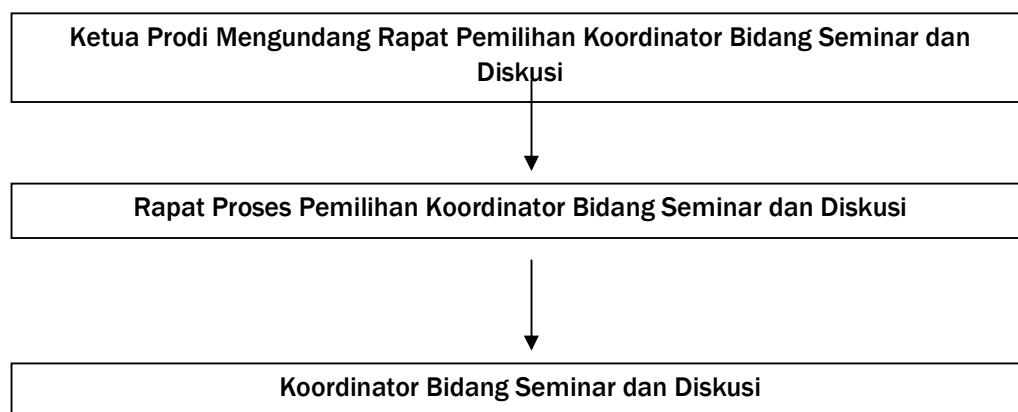 Ketua Prodi Mengundang Rapat Pemilihan Koordinator Bidang Seminar dan
Diskusi
Rapat Proses Pemilihan Koordinator Bidang Seminar dan Diskusi
Koordinator Bidang Seminar dan Diskusi